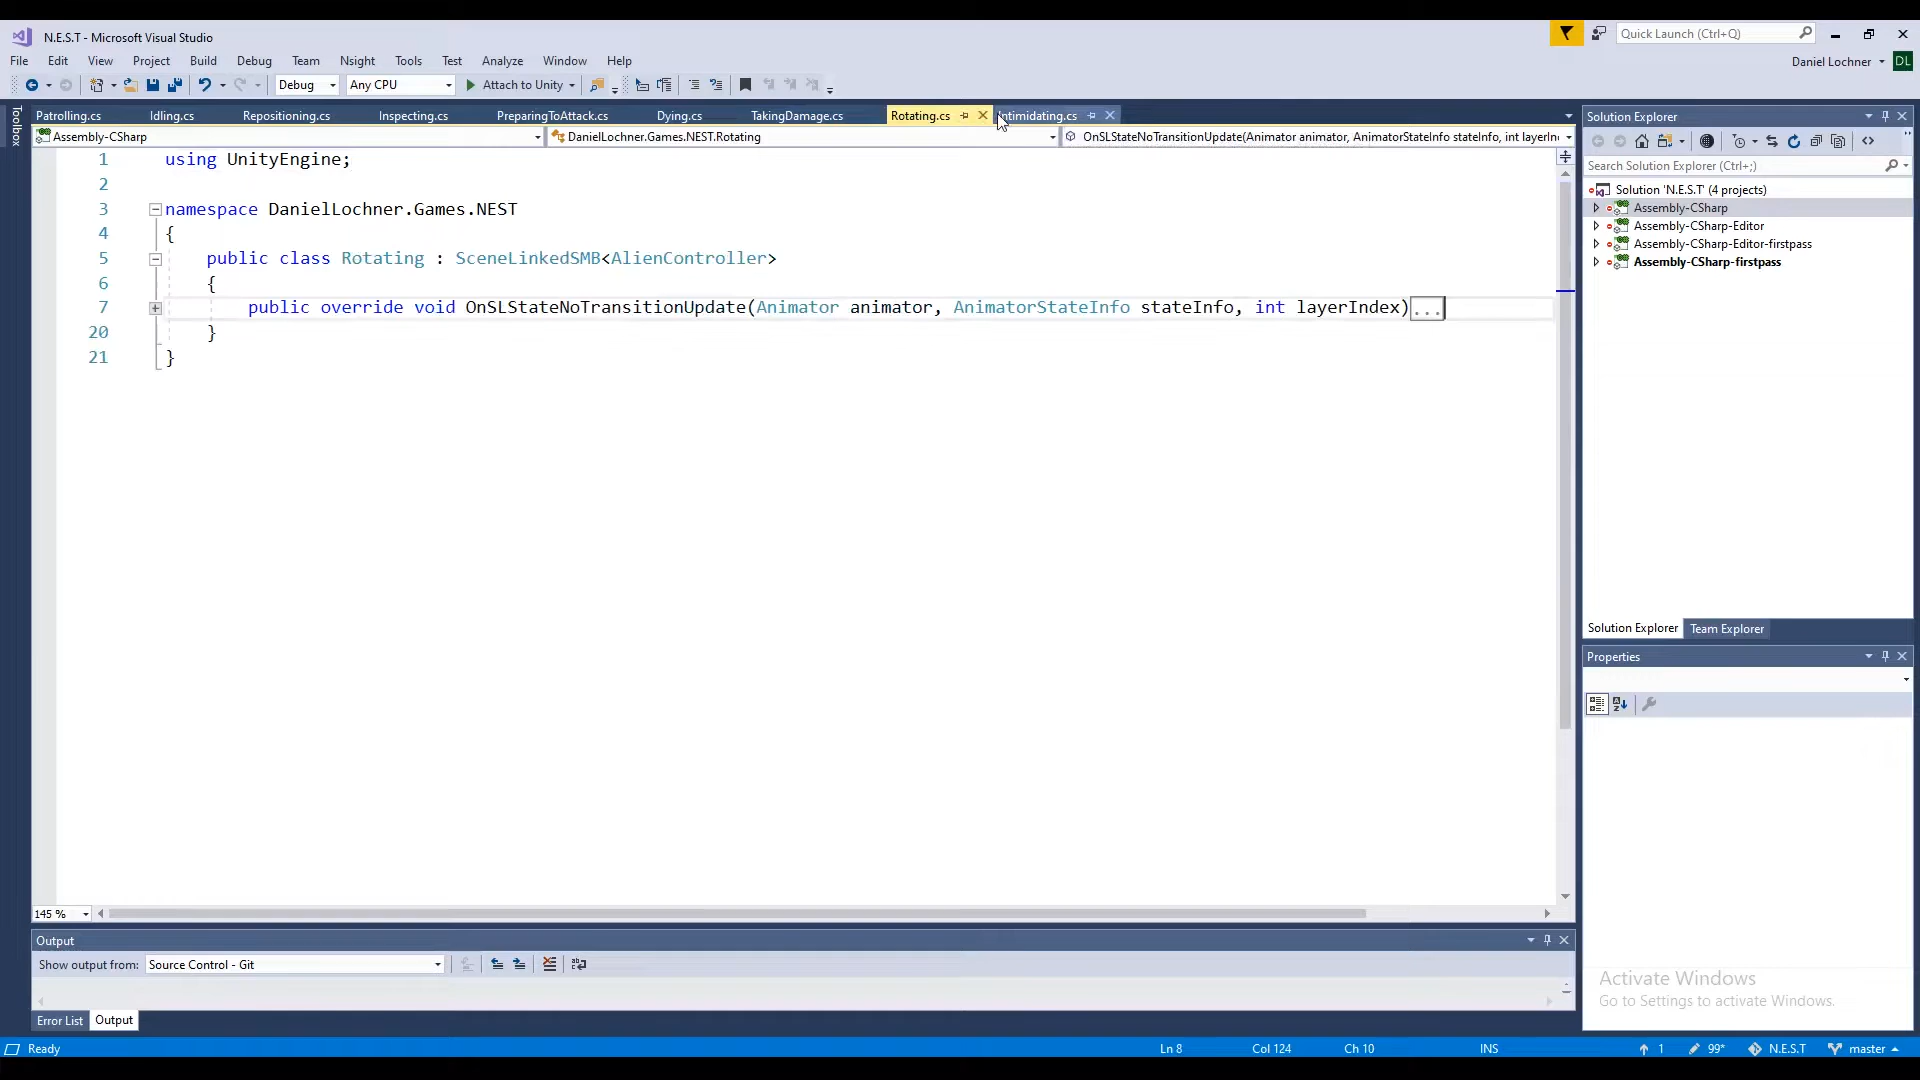 N.E.S.T - Microsoft Visual Studio
Quick Launch (Ctrl+Q)
File Edit View Project Build Debug Team Nsight Tools Test Analyze Window Help
Daniel Lochner DL
Debug Any CPU Attach to Unity
Toolbox
Patrolling.cs Idling.cs Repositioning.cs Inspecting.cs PreparingToAttack.cs Dying.cs TakingDamage.cs Rotating.cs Intimidating.cs
Assembly-CSharp DanielLochner.Games.NEST.Rotating OnSLStateNoTransitionUpdate(Animator animator, AnimatorStateInfo stateInfo, int layerIn
1 using UnityEngine;
2
3 namespace DanielLochner.Games.NEST
4 {
5 public class Rotating : SceneLinkedSMB<AlienController>
6 {
7 public override void OnSLStateNoTransitionUpdate(Animator animator, AnimatorStateInfo stateInfo, int layerIndex)...
20 }
21 }
145 %
Solution Explorer
Search Solution Explorer (Ctrl+;)
Solution 'N.E.S.T' (4 projects)
Assembly-CSharp
Assembly-CSharp-Editor
Assembly-CSharp-Editor-firstpass
Assembly-CSharp-firstpass
Solution Explorer Team Explorer
Properties
Output
Show output from: Source Control - Git
Error List Output
Activate Windows
Go to Settings to activate Windows.
Ready Ln 8 Col 124 Ch 10 INS 1 99* N.E.S.T master